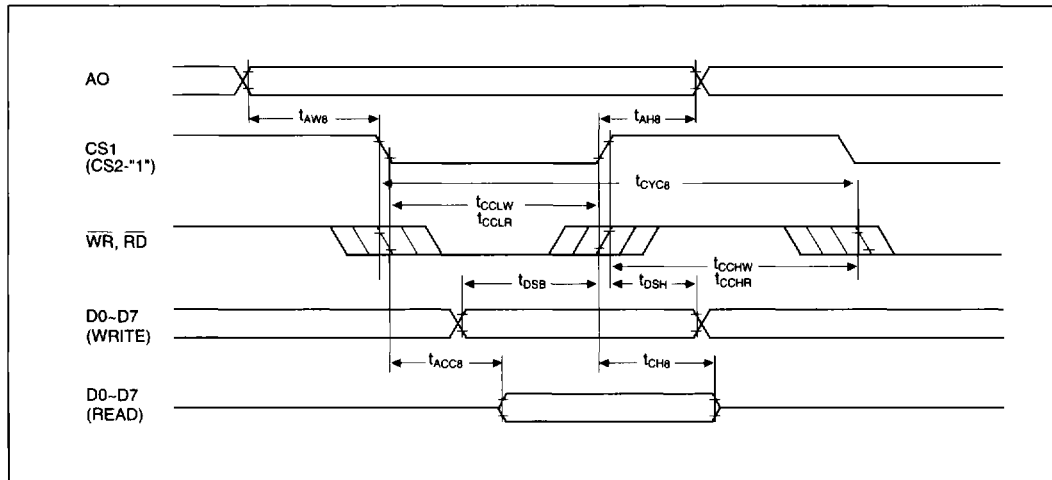 AO
tAW8
tAH8
CS1
(CS2-"1")
tCYC8
tCCLW
tCCLR
WR, RD
tCCHW
tCCHR
tDSB
tDSH
D0~D7
(WRITE)
tACC8
tCH8
D0~D7
(READ)